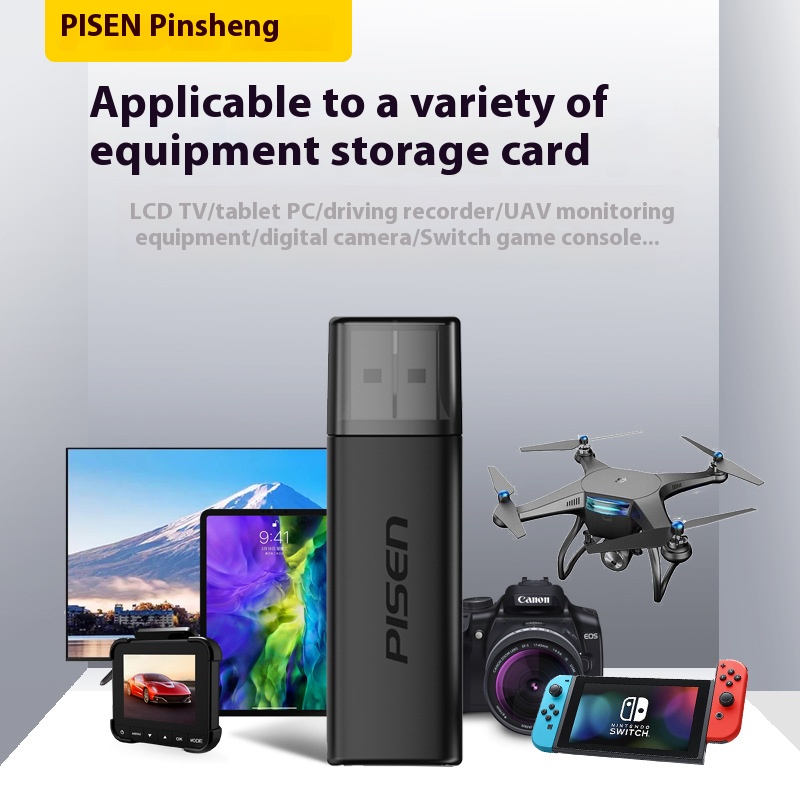 PISEN Pinsheng
Applicable to a variety of
equipment storage card
LCD TV/tablet PC/driving recorder/UAV monitoring
equipment/digital camera/Switch game console...
9:41
PISEN
Canon
EOS
NINTENDO
SWITCH
MENU
OK
MODE